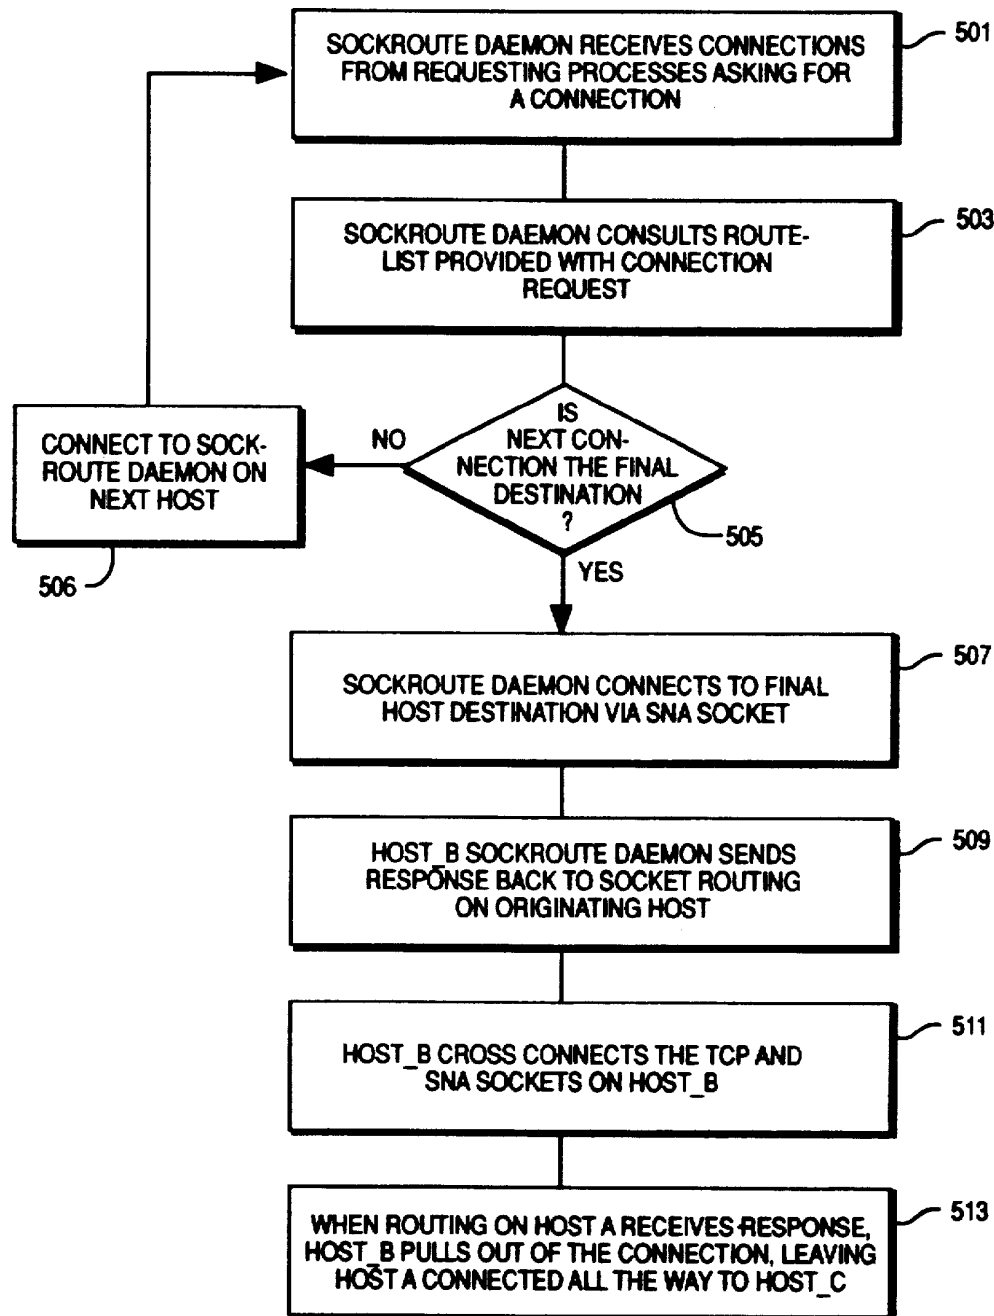 SOCKROUTE DAEMON RECEIVES CONNECTIONS
FROM REQUESTING PROCESSES ASKING FOR
A CONNECTION
501
SOCKROUTE DAEMON CONSULTS ROUTE-
LIST PROVIDED WITH CONNECTION
REQUEST
503
IS
NEXT CON-
NECTION THE FINAL
DESTINATION
?
505
NO
CONNECT TO SOCK-
ROUTE DAEMON ON
NEXT HOST
506
YES
SOCKROUTE DAEMON CONNECTS TO FINAL
HOST DESTINATION VIA SNA SOCKET
507
HOST_B SOCKROUTE DAEMON SENDS
RESPONSE BACK TO SOCKET ROUTING
ON ORIGINATING HOST
509
HOST_B CROSS CONNECTS THE TCP AND
SNA SOCKETS ON HOST_B
511
WHEN ROUTING ON HOST A RECEIVES RESPONSE,
HOST_B PULLS OUT OF THE CONNECTION, LEAVING
HOST A CONNECTED ALL THE WAY TO HOST_C
513